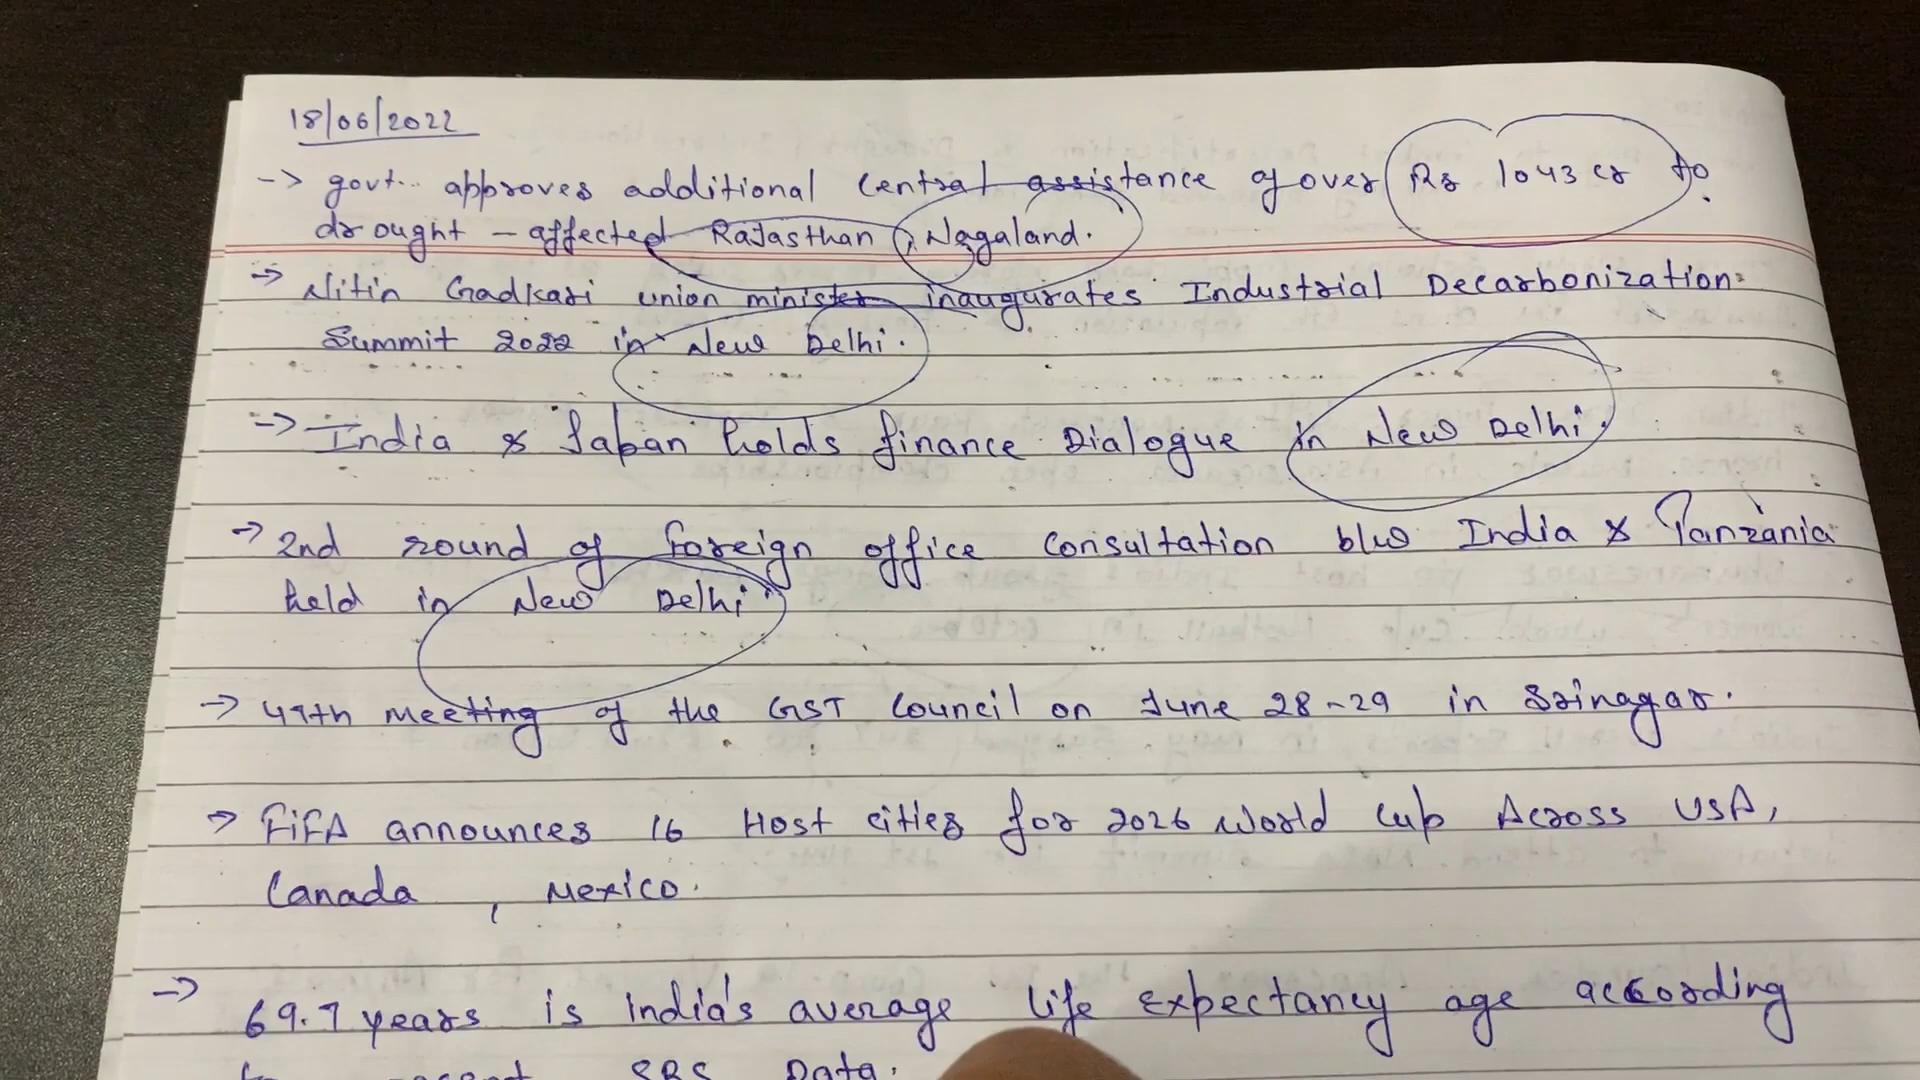 18/06/2022
-> govt. approves additional central assistance of over Rs 1043 cr to
drought - affected Rajasthan, Nagaland.
-> Nitin Gadkari union minister inaugurates Industrial Decarbonization
Summit 2022 in New Delhi.
-> India & Japan holds finance Dialogue in New Delhi.
-> 2nd round of foreign office Consultation b/w India & Tanzania
held in New Delhi
-> 47th meeting of the GST Council on June 28-29 in Srinagar.
-> FiFA announces 16 Host cities for 2026 world Cup Across USA,
Canada, Mexico.
-> 69.7 years is India's average life expectancy age according
SRS Data.